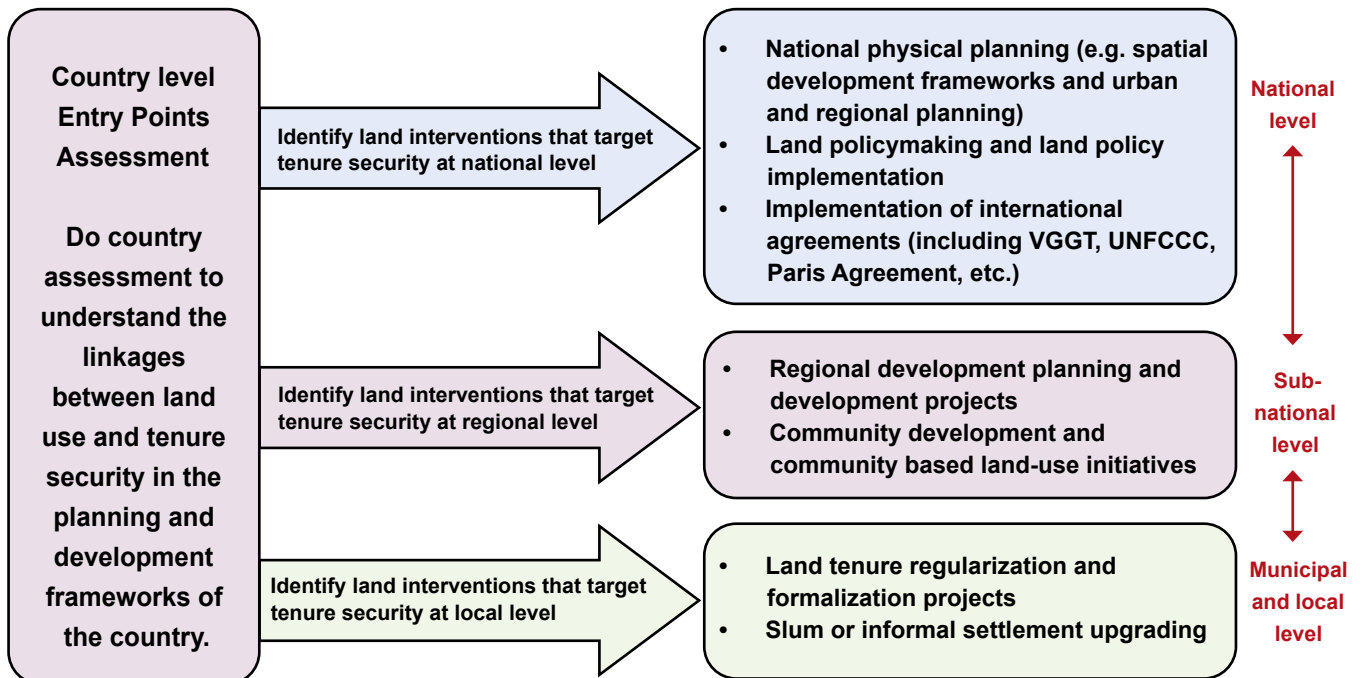 Country level
Entry Points
Assessment
Do country
assessment to
understand the
linkages
between land
use and tenure
security in the
planning and
development
frameworks of
the country.
Identify land interventions that target
tenure security at national level
• National physical planning (e.g. spatial
development frameworks and urban
and regional planning)
• Land policymaking and land policy
implementation
• Implementation of international
agreements (including VGGT, UNFCCC,
Paris Agreement, etc.)
National
level
Identify land interventions that target
tenure security at regional level
• Regional development planning and
development projects
• Community development and
community based land-use initiatives
Sub-
national
level
Identify land interventions that target
tenure security at local level
• Land tenure regularization and
formalization projects
• Slum or informal settlement upgrading
Municipal
and local
level